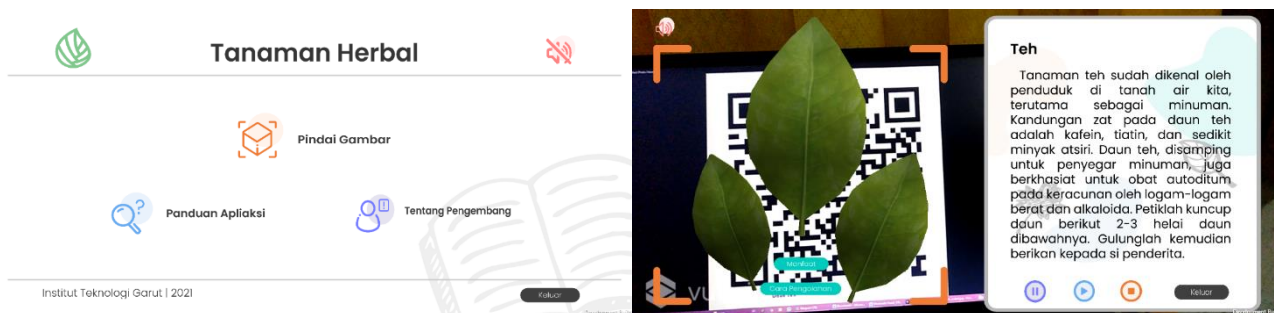 Tanaman Herbal
Pindai Gambar
Panduan Apliaksi
Tentang Pengembang
Institut Teknologi Garut | 2021
Keluar
Teh
Tanaman teh sudah dikenal oleh
penduduk di tanah air kita,
terutama sebagai minuman.
Kandungan zat pada daun teh
adalah kafein, tiatin, dan sedikit
minyak atsiri. Daun teh, disamping
untuk penyegar minuman, juga
berkhasiat untuk obat autoditum
pada keracunan oleh logam-logam
berat dan alkaloida. Petiklah kuncup
daun berikut 2-3 helai daun
dibawahnya. Gulunglah kemudian
berikan kepada si penderita.
Manfaat
Cara Pengolahan
vu
Keluar